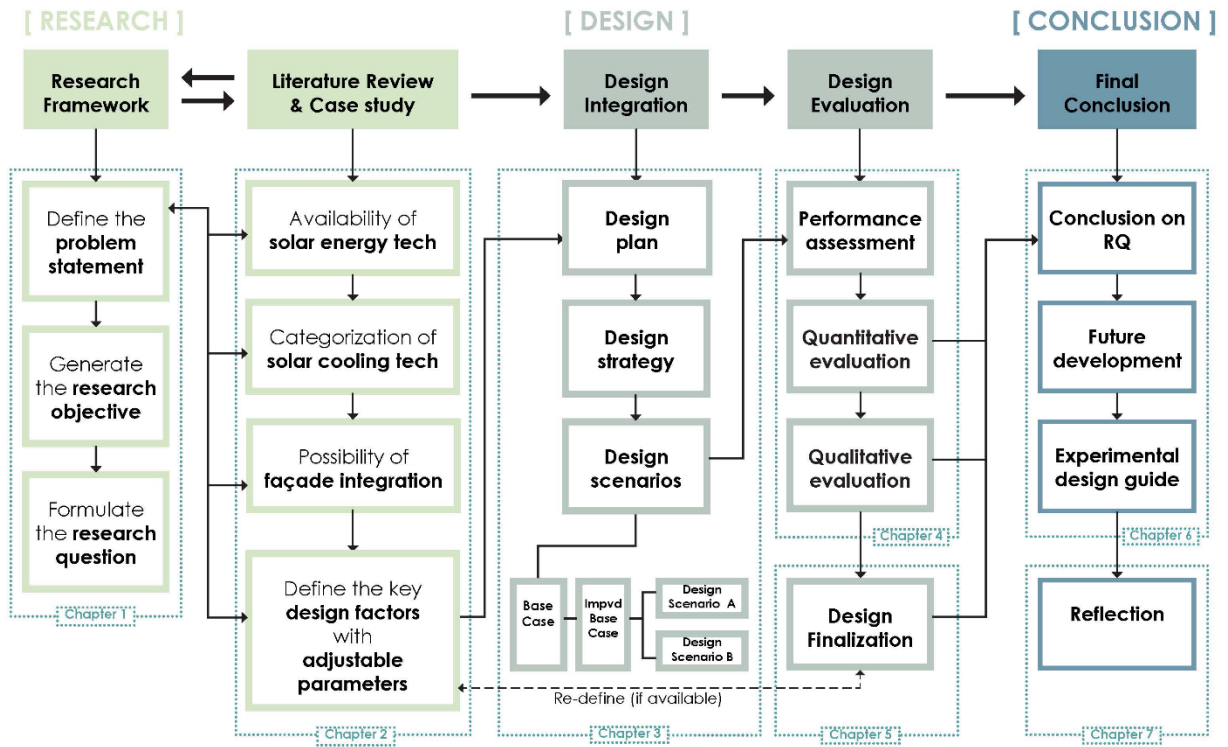 [ RESEARCH ]
[ DESIGN ]
[ CONCLUSION ]
Research
Framework
Literature Review
& Case study
Design
Integration
Design
Evaluation
Final
Conclusion
Define the
problem
statement
Generate
the research
objective
Formulate
the research
question
Chapter 1
Availability of
solar energy tech
Categorization of
solar cooling tech
Possibility of
façade integration
Define the key
design factors
with
adjustable
parameters
Chapter 2
Design
plan
Design
strategy
Design
scenarios
Base
Case
Impvd
Base
Case
Design
Scenario A
Design
Scenario B
Re-define (if available)
Chapter 3
Performance
assessment
Quantitative
evaluation
Qualitative
evaluation
Chapter 4
Design
Finalization
Chapter 5
Conclusion on
RQ
Future
development
Experimental
design guide
Chapter 6
Reflection
Chapter 7